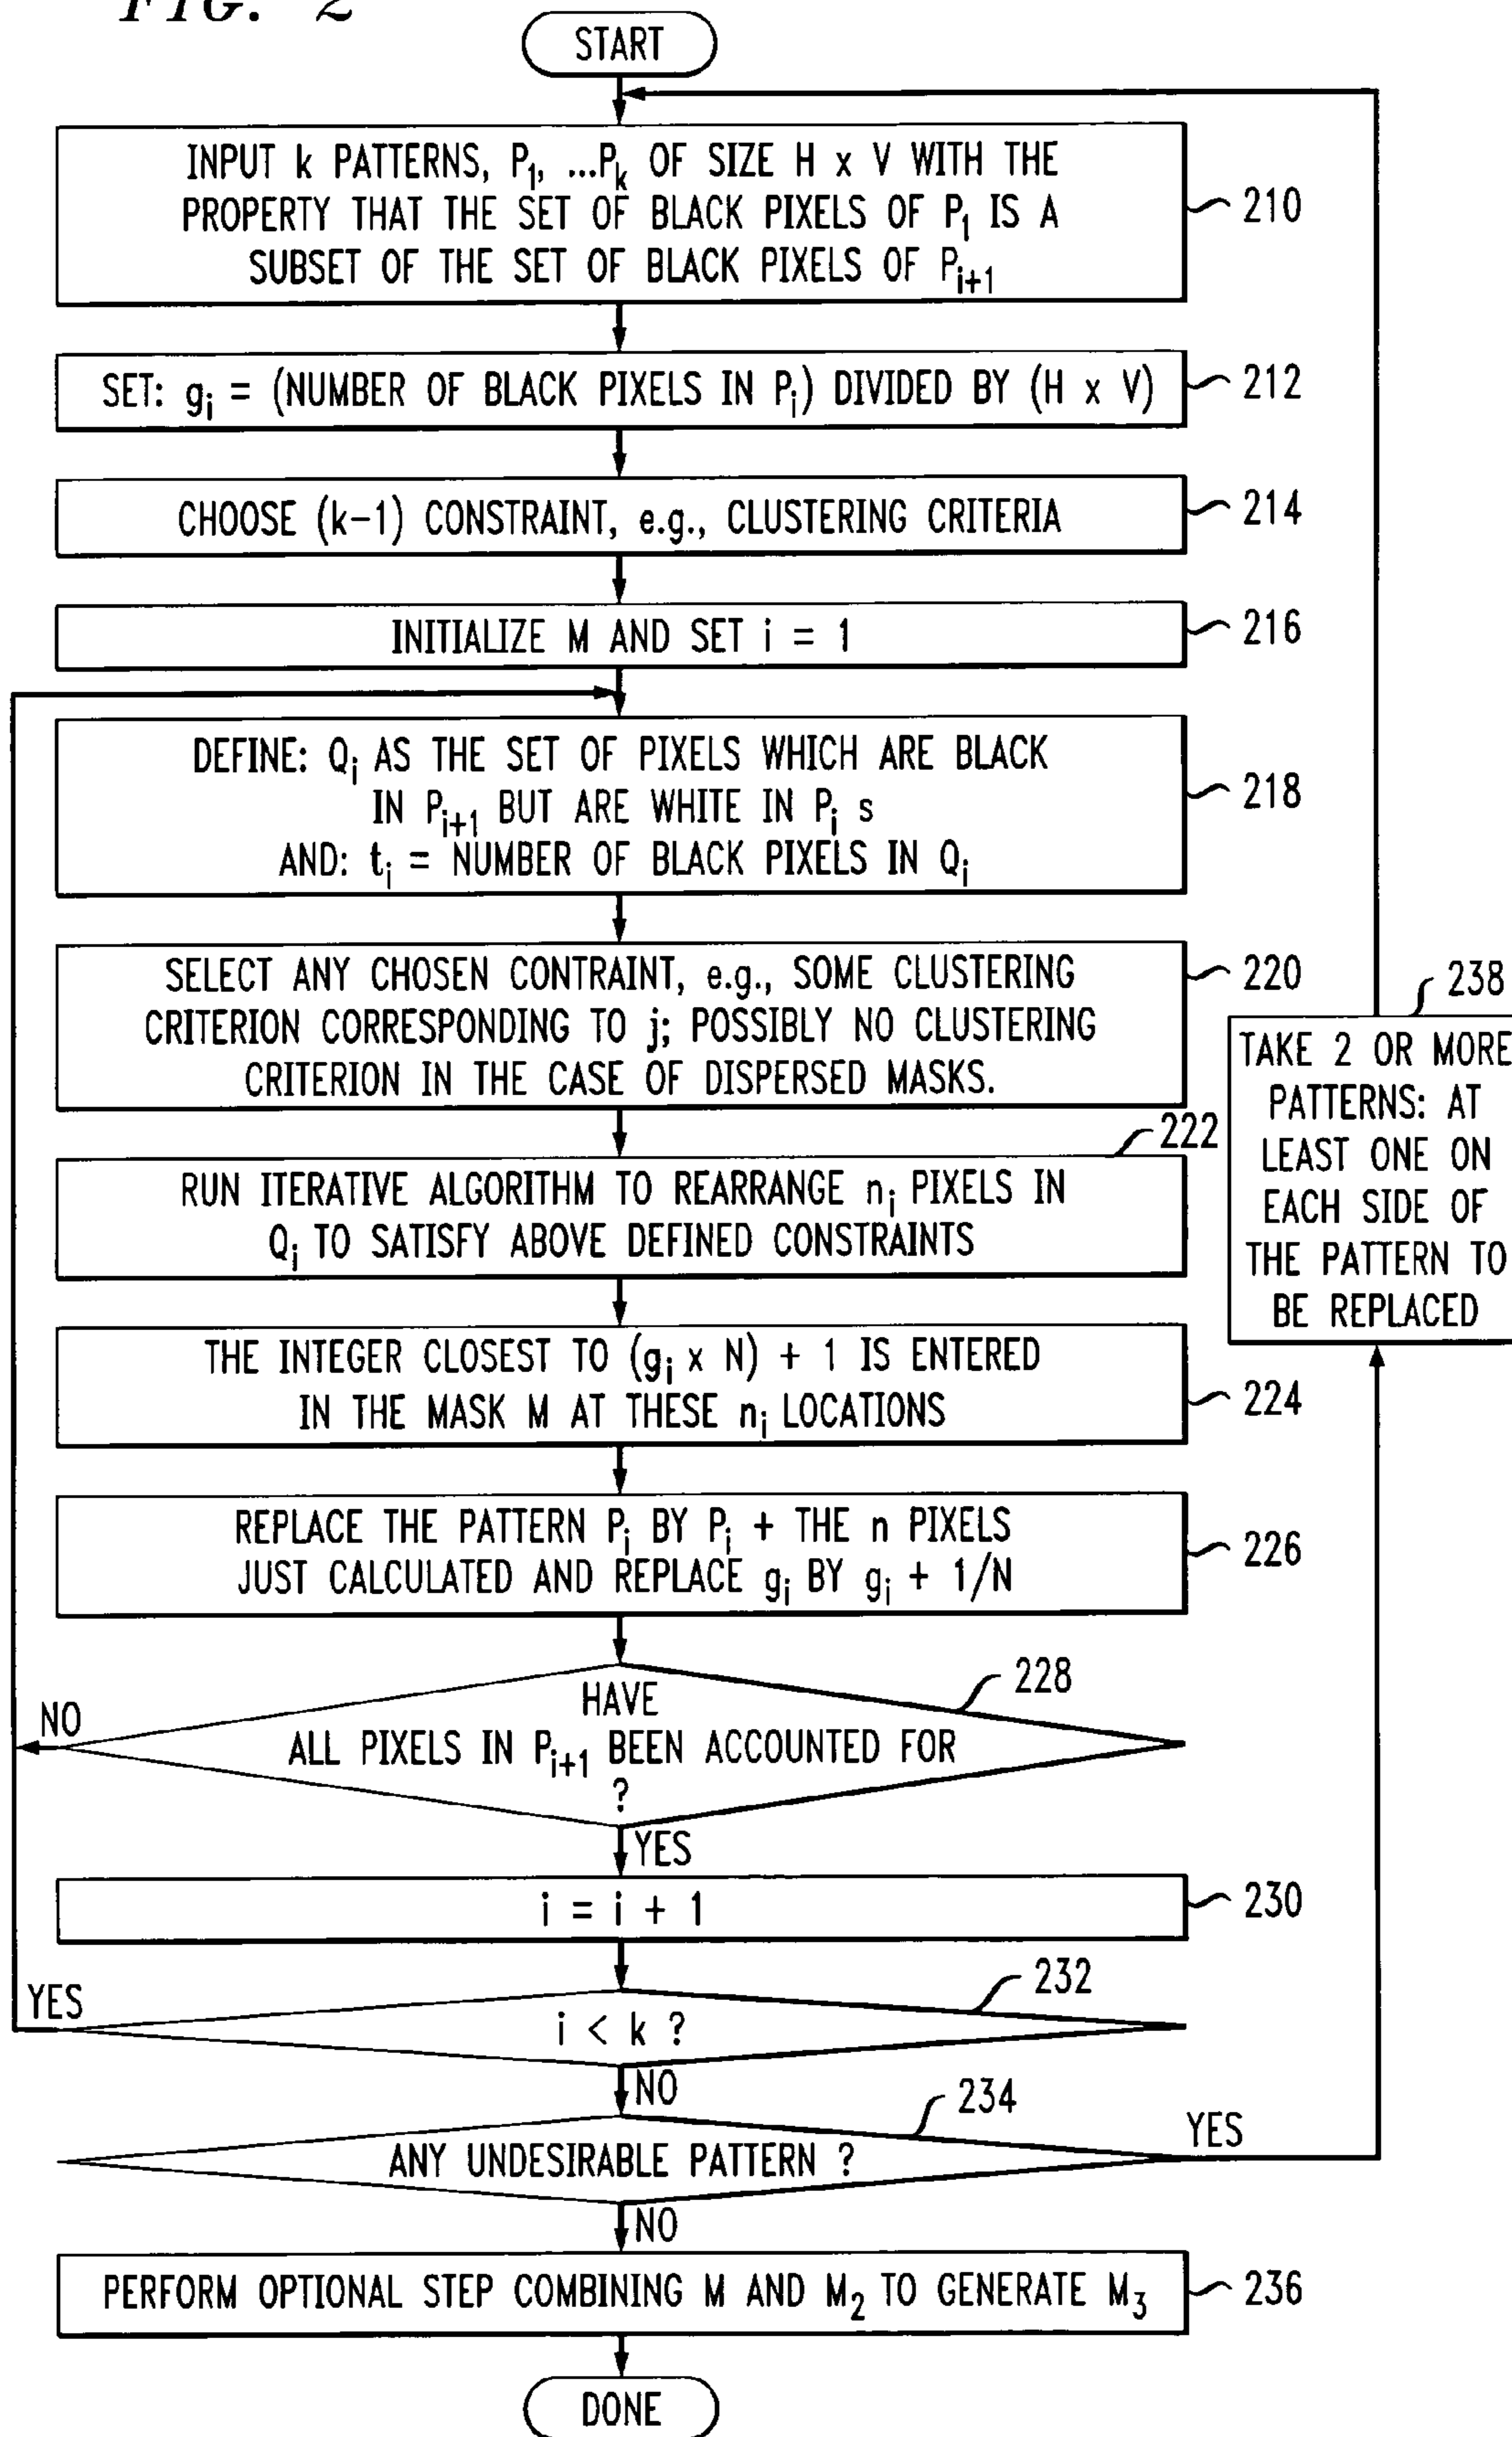 FIG. 2
START
INPUT k PATTERNS, P1, ...Pk OF SIZE H x V WITH THE
PROPERTY THAT THE SET OF BLACK PIXELS OF P1 IS A
SUBSET OF THE SET OF BLACK PIXELS OF Pi+1
210
SET: gi = (NUMBER OF BLACK PIXELS IN Pi) DIVIDED BY (H x V)
212
CHOOSE (k-1) CONSTRAINT, e.g., CLUSTERING CRITERIA
214
INITIALIZE M AND SET i = 1
216
DEFINE: Qi AS THE SET OF PIXELS WHICH ARE BLACK
IN Pi+1 BUT ARE WHITE IN Pi s
AND: ti = NUMBER OF BLACK PIXELS IN Qi
218
SELECT ANY CHOSEN CONTRAINT, e.g., SOME CLUSTERING
CRITERION CORRESPONDING TO j; POSSIBLY NO CLUSTERING
CRITERION IN THE CASE OF DISPERSED MASKS.
220
222
RUN ITERATIVE ALGORITHM TO REARRANGE ni PIXELS IN
Qi TO SATISFY ABOVE DEFINED CONSTRAINTS
238
TAKE 2 OR MORE
PATTERNS: AT
LEAST ONE ON
EACH SIDE OF
THE PATTERN TO
BE REPLACED
THE INTEGER CLOSEST TO (gi x N) + 1 IS ENTERED
IN THE MASK M AT THESE ni LOCATIONS
224
REPLACE THE PATTERN Pi BY Pi + THE n PIXELS
JUST CALCULATED AND REPLACE gi BY gi + 1/N
226
228
HAVE
ALL PIXELS IN Pi+1 BEEN ACCOUNTED FOR
?
NO
YES
i = i + 1
230
232
i < k ?
YES
NO
234
ANY UNDESIRABLE PATTERN ?
YES
NO
PERFORM OPTIONAL STEP COMBINING M AND M2 TO GENERATE M3
236
DONE